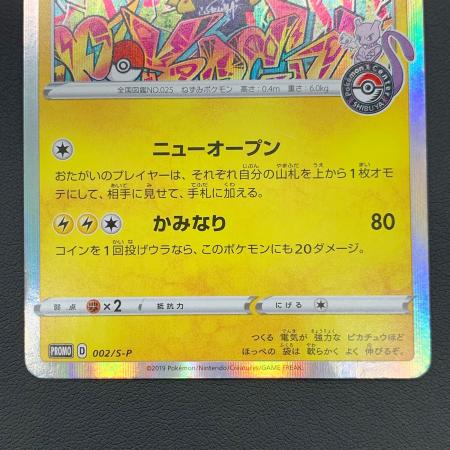 Pokémon Center
SHIBUYA
全国図鑑NO.025 ねずみポケモン 高さ:0.4m 重さ:6.0kg
ニューオープン
おたがいのプレイヤーは、それぞれ自分の山札を上から1枚オモ
テにして、相手に見せて、手札に加える。
かみなり 80
コインを1回投げウラなら、このポケモンにも20ダメージ。
弱点 ×2 抵抗力 にげる
つくる 電気が 強力な ピカチュウほど
ほっぺの 袋は 軟らかく よく 伸びるぞ。
PROMO D 002/S-P
©2019 Pokémon/Nintendo/Creatures/GAME FREAK.